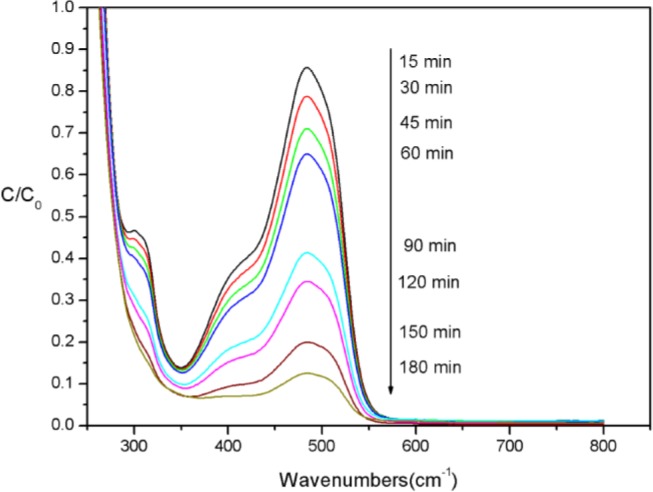 1.0
0.9
0.8
0.7
0.6
0.5
0.4
0.3
0.2
0.1
0.0
C/C₀
15 min
30 min
45 min
60 min
90 min
120 min
150 min
180 min
300 400 500 600 700 800
Wavenumbers(cm⁻¹)